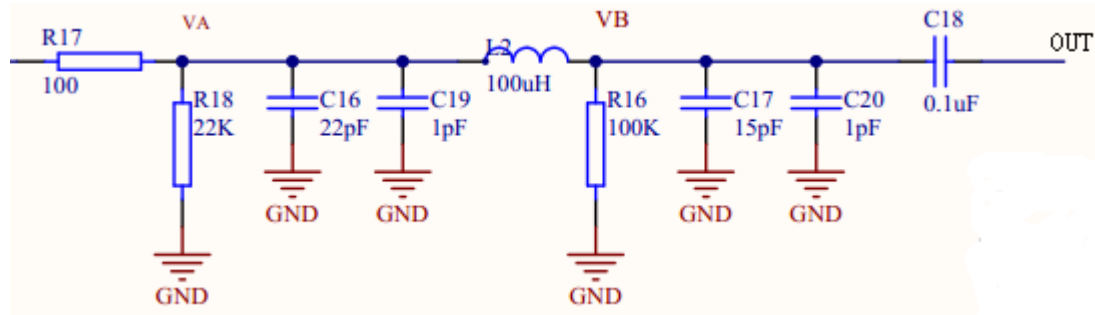 VA
VB
C18
OUT
R17
100
L2
100uH
0.1uF
R18
22K
C16
22pF
C19
1pF
R16
100K
C17
15pF
C20
1pF
GND
GND
GND
GND
GND
GND